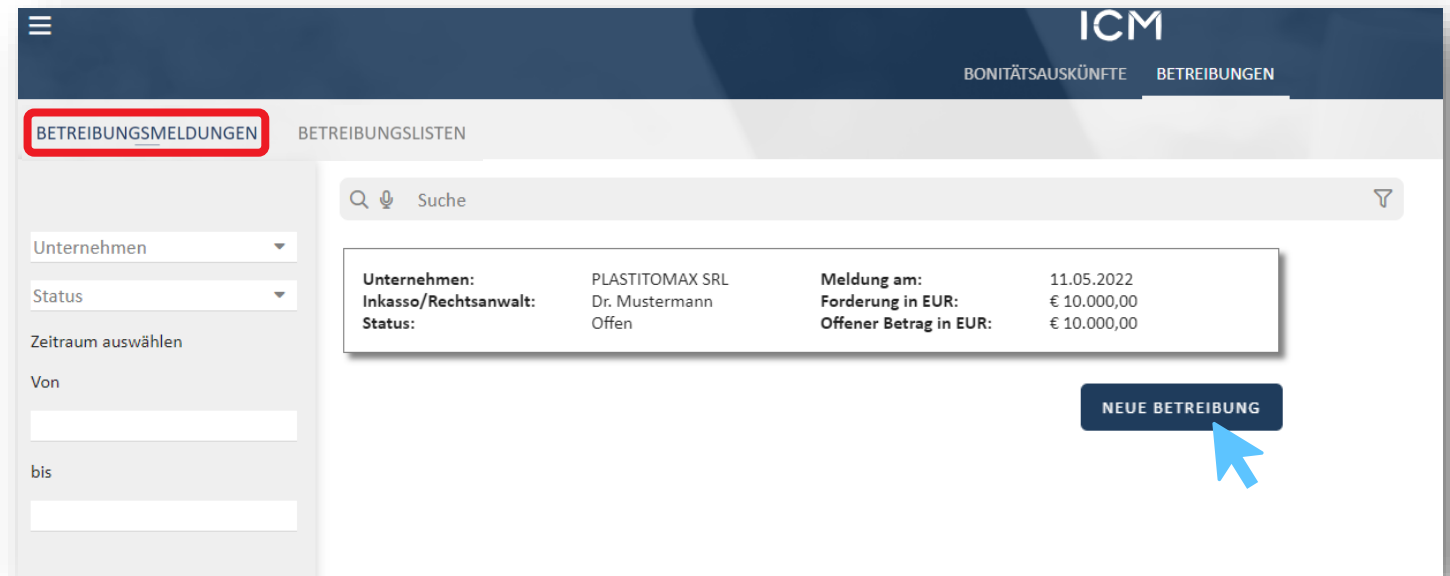 ICM
BONITÄTSAUSKÜNFTE BETREIBUNGEN
BETREIBUNGSMELDUNGEN BETREIBUNGSLISTEN
Suche
Unternehmen
Status
Zeitraum auswählen
Von
bis
Unternehmen: PLASTITOMAX SRL Meldung am: 11.05.2022
Inkasso/Rechtsanwalt: Dr. Mustermann Forderung in EUR: € 10.000,00
Status: Offen Offener Betrag in EUR: € 10.000,00
NEUE BETREIBUNG